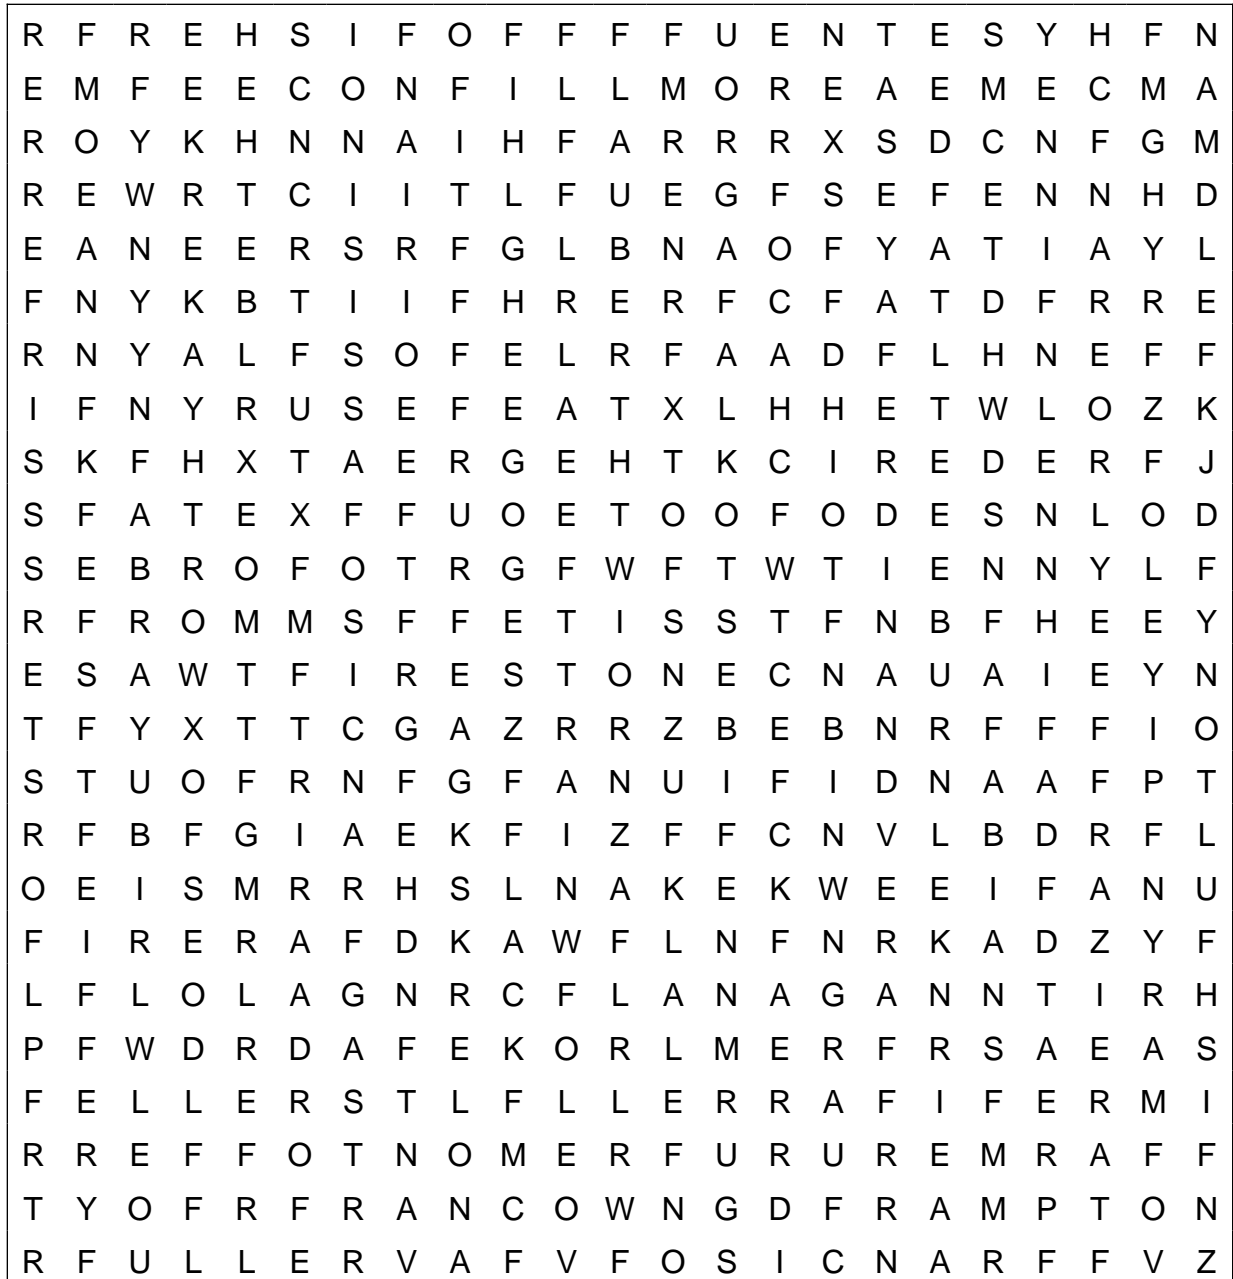 R F R E H S I F O F F F F U E N T E S Y H F N
E M F E E C O N F I L L M O R E A E M E C M A
R O Y K H N N A I H F A R R R X S D C N F G M
R E W R T C I I T L F U E G F S E F E N N H D
E A N E E R S R F G L B N A O F Y A T I A Y L
F N Y K B T I I F H R E R F C F A T D F R R E
R N Y A L F S O F E L R F A A D F L H N E F F
I F N Y R U S E F E A T X L H H E T W L O Z K
S K F H X T A E R G E H T K C I R E D E R F J
S F A T E X F F U O E T O O F O D E S N L O D
S E B R O F O T R G F W F T W T I E N N Y L F
R F R O M M S F F E T I S S T F N B F H E E Y
E S A W T F I R E S T O N E C N A U A I E Y N
T F Y X T T C G A Z R R Z B E B N R F F F I O
S T U O F R N F G F A N U I F I D N A A F P T
R F B F G I A E K F I Z F F C N V L B D R F L
O E I S M R R H S L N A K E K W E E I F A N U
F I R E R A F D K A W F L N F N R K A D Z Y F
L F L O L A G N R C F L A N A G A N N T I R H
P F W D R D A F E K O R L M E R F R S A E A S
F E L L E R S T L F L L E R R A F I F E R M I
R R E F F O T N O M E R F U R U R E M R A F F
T Y O F R F R A N C O W N G D F R A M P T O N
R F U L L E R V A F V F O S I C N A R F F V Z